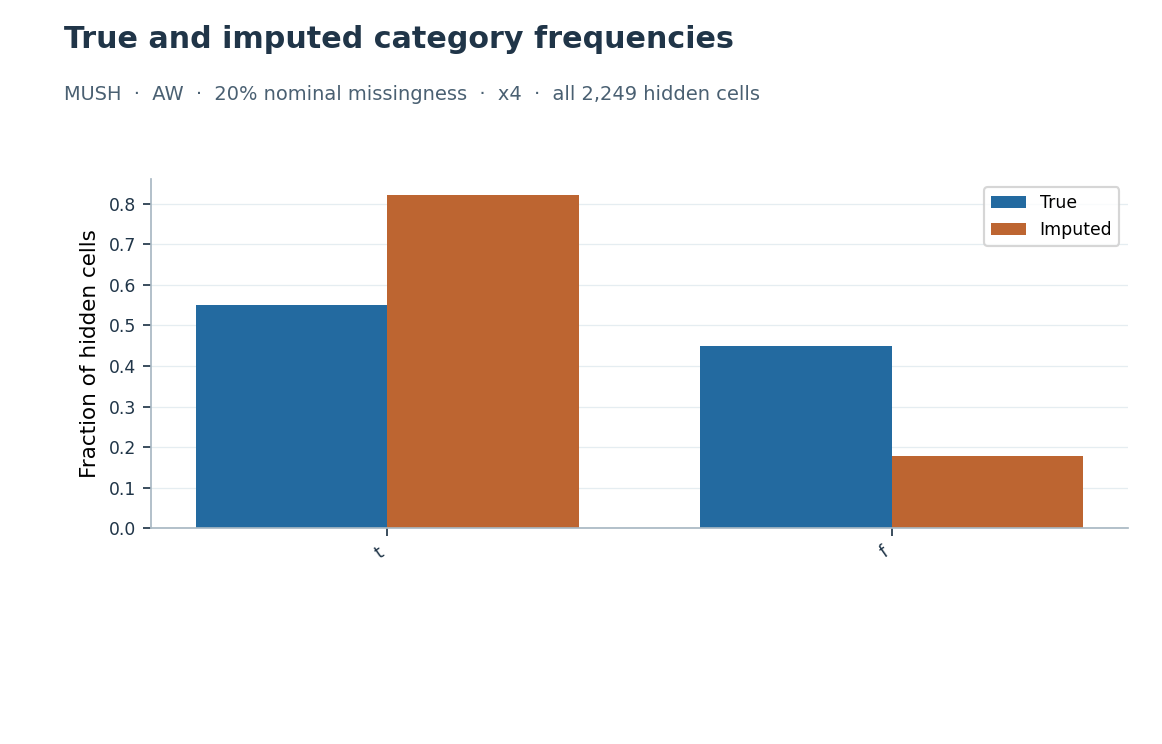 True and imputed category frequencies
MUSH · AW · 20% nominal missingness · x4 · all 2,249 hidden cells
Fraction of hidden cells
0.8
0.7
0.6
0.5
0.4
0.3
0.2
0.1
0.0
t
f
True
Imputed